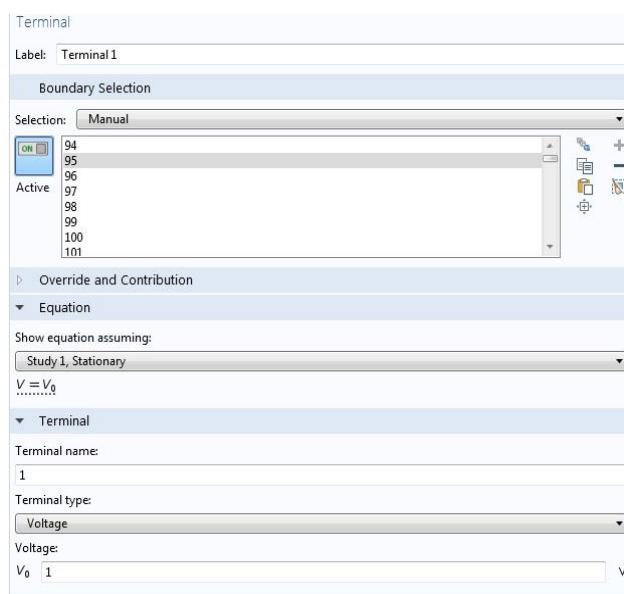 Terminal
Label: Terminal 1
Boundary Selection
Selection: Manual
ON
Active
94
95
96
97
98
99
100
101
Override and Contribution
Equation
Show equation assuming:
Study 1, Stationary
V = V₀
Terminal
Terminal name:
1
Terminal type:
Voltage
Voltage:
V₀ 1 V